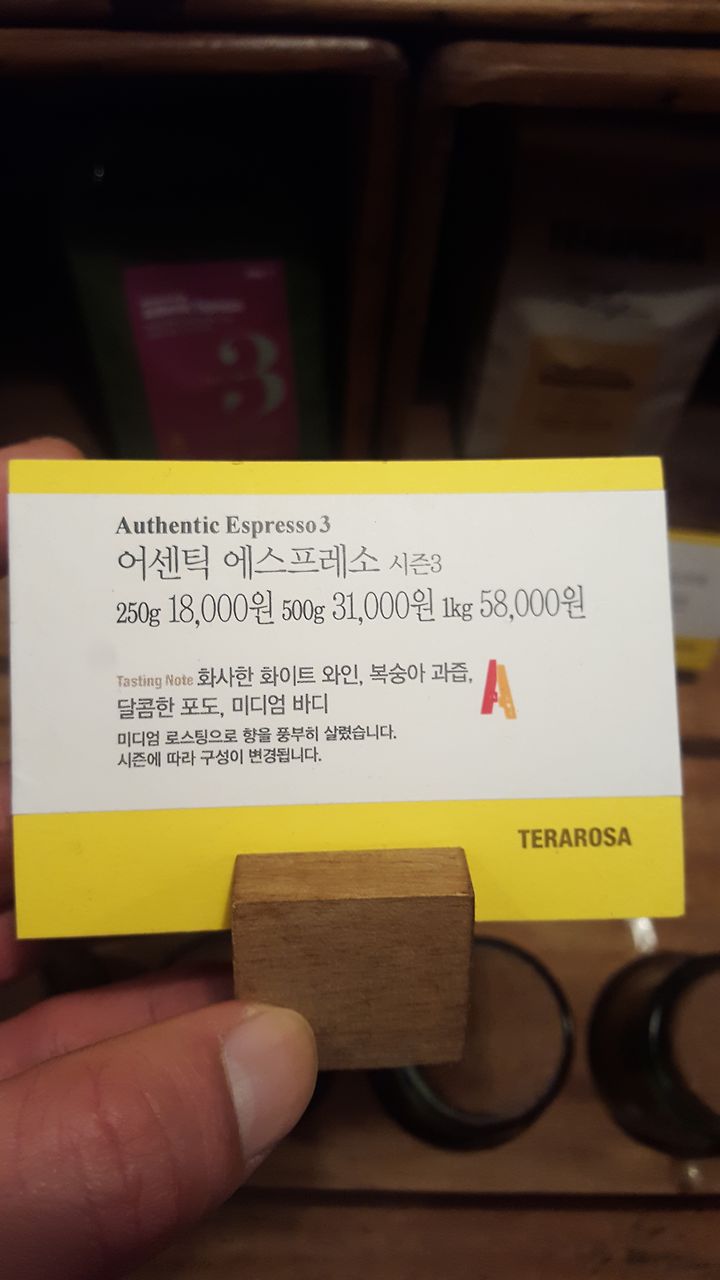 TERAROSA
3
Authentic Espresso3
어센틱 에스프레소 시즌3
250g 18,000원 500g 31,000원 1kg 58,000원
Tasting Note 화사한 화이트 와인, 복숭아 과즙,
달콤한 포도, 미디엄 바디
미디엄 로스팅으로 향을 풍부히 살렸습니다.
시즌에 따라 구성이 변경됩니다.
TERAROSA